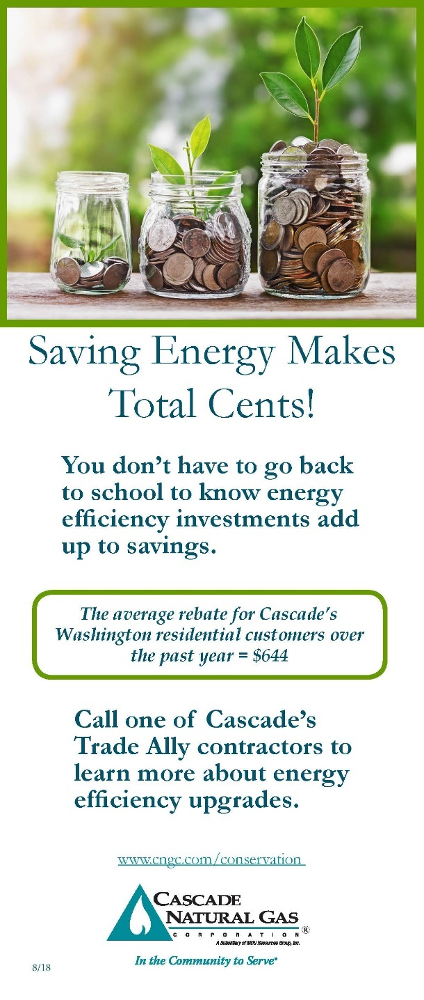 Saving Energy Makes
Total Cents!
You don't have to go back
to school to know energy
efficiency investments add
up to savings.
The average rebate for Cascade's
Washington residential customers over
the past year = $644
Call one of Cascade's
Trade Ally contractors to
learn more about energy
efficiency upgrades.
www.cngc.com/conservation
CASCADE
NATURAL GAS
CORPORATION®
A Subsidiary of MDU Resources Group, Inc.
In the Community to Serve®
8/18